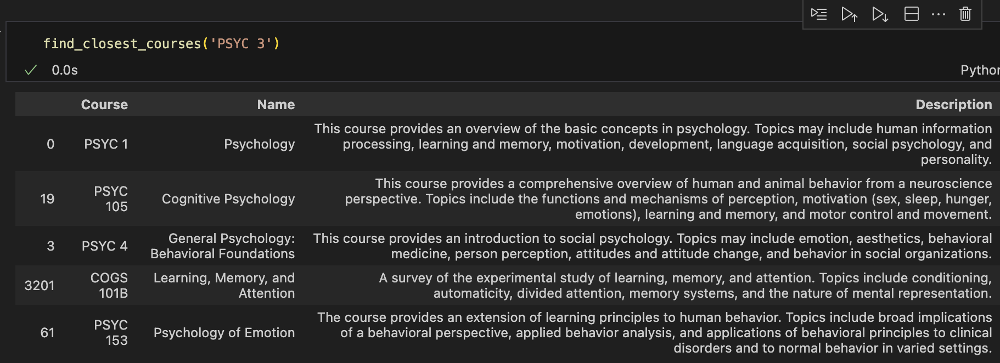 find_closest_courses('PSYC 3')
0.0s
Python
Course Name Description
0 PSYC 1 Psychology This course provides an overview of the basic concepts in psychology. Topics may include human information
processing, learning and memory, motivation, development, language acquisition, social psychology, and
personality.
19 PSYC
105 Cognitive Psychology This course provides a comprehensive overview of human and animal behavior from a neuroscience
perspective. Topics include the functions and mechanisms of perception, motivation (sex, sleep, hunger,
emotions), learning and memory, and motor control and movement.
3 PSYC 4 General Psychology:
Behavioral Foundations This course provides an introduction to social psychology. Topics may include emotion, aesthetics, behavioral
medicine, person perception, attitudes and attitude change, and behavior in social organizations.
3201 COGS
101B Learning, Memory, and
Attention A survey of the experimental study of learning, memory, and attention. Topics include conditioning,
automaticity, divided attention, memory systems, and the nature of mental representation.
61 PSYC
153 Psychology of Emotion The course provides an extension of learning principles to human behavior. Topics include broad implications
of a behavioral perspective, applied behavior analysis, and applications of behavioral principles to clinical
disorders and to normal behavior in varied settings.